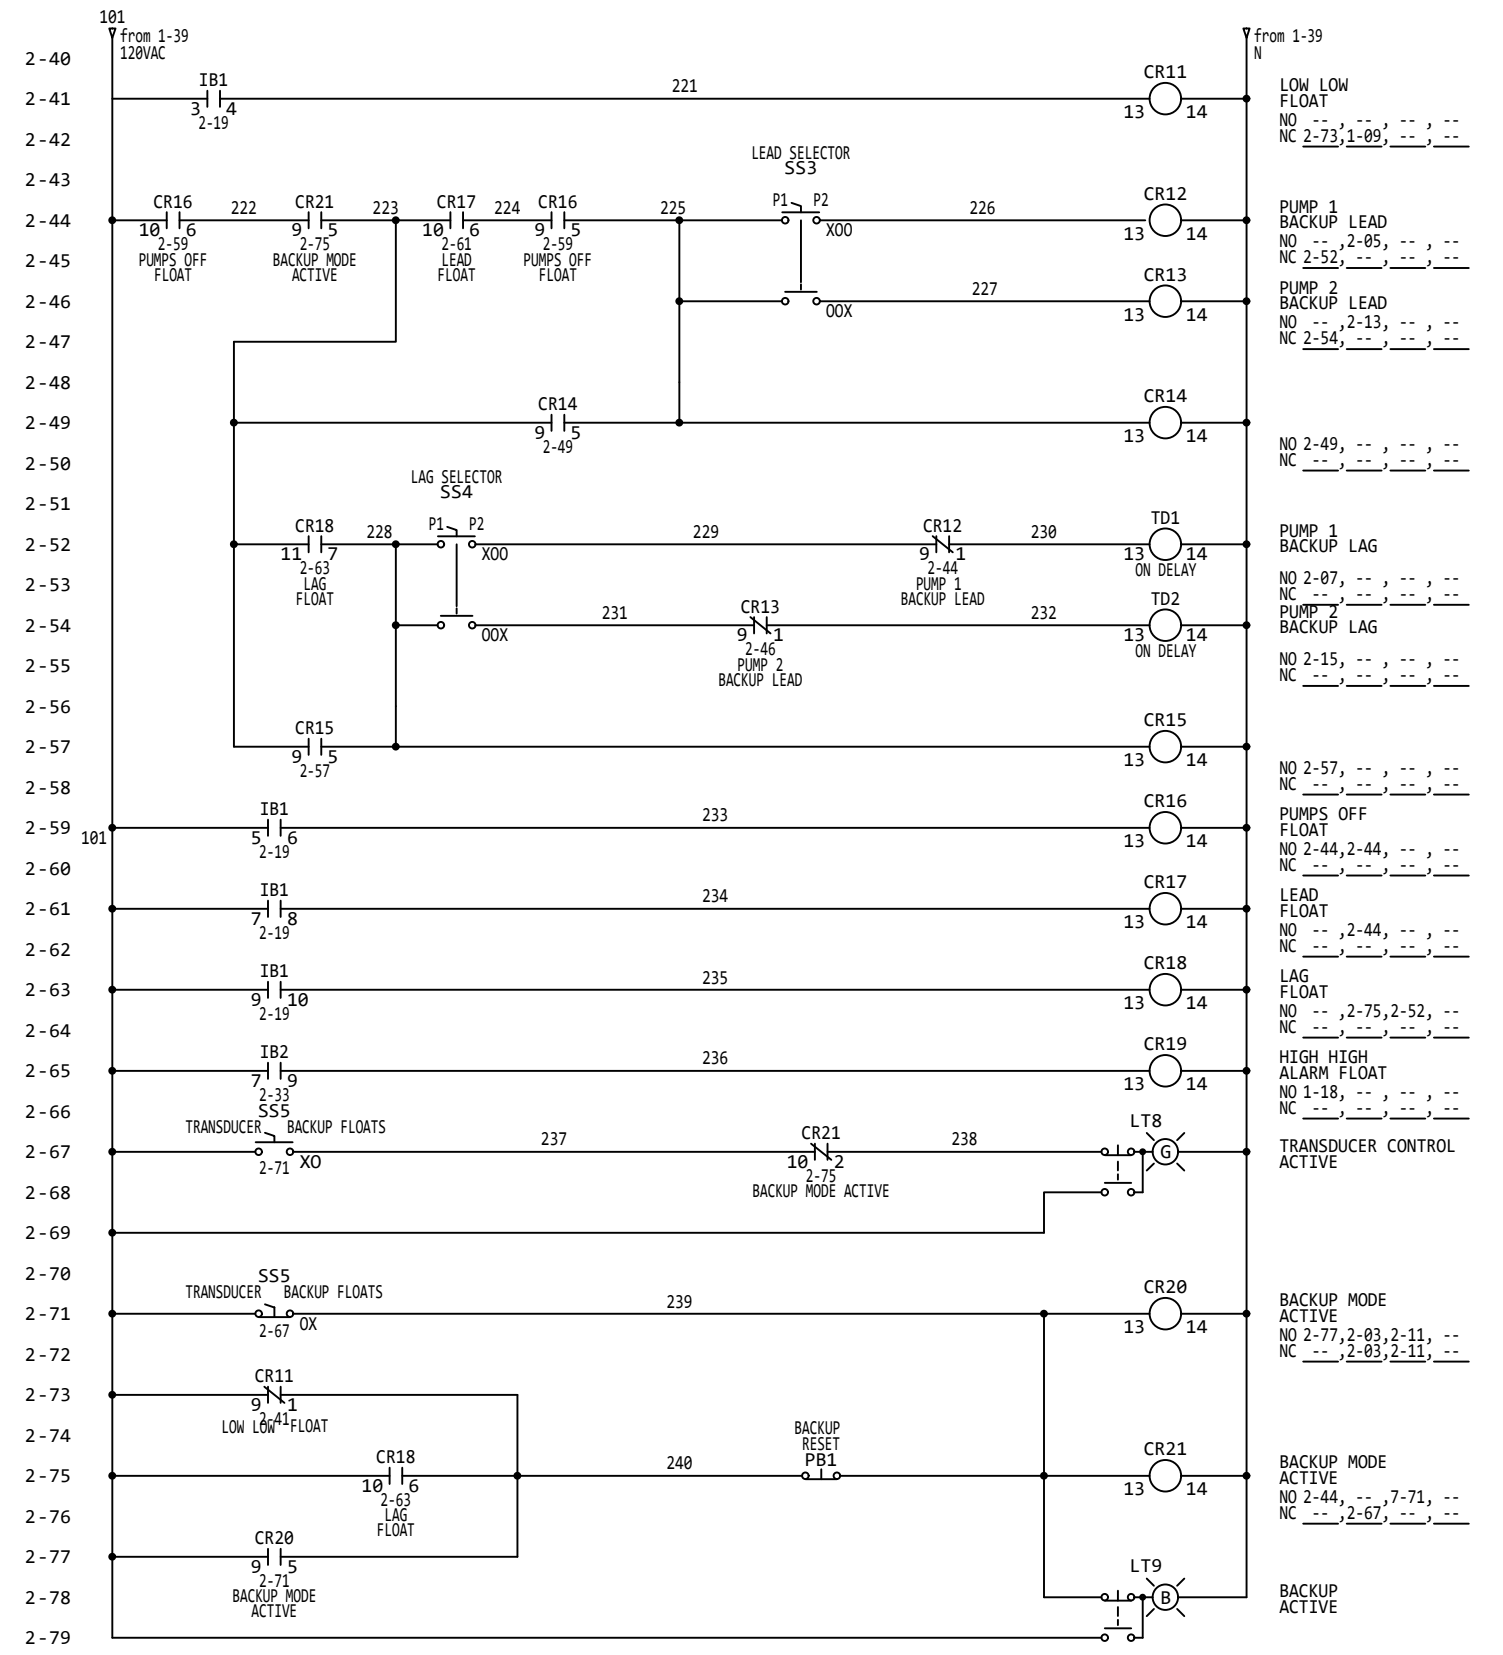 101
from 1-39
120VAC
from 1-39
N
2-40
2-41
IB1
3 4
2-19
221
CR11
13 14
LOW LOW
FLOAT
NO -- , -- , -- , --
NC 2-73,1-09, -- , --
2-42
2-43
LEAD SELECTOR
SS3
P1 P2
2-44
CR16
10 6
2-59
PUMPS OFF
FLOAT
222
CR21
9 5
2-75
BACKUP MODE
ACTIVE
223
CR17
10 6
2-61
LEAD
FLOAT
224
CR16
9 5
2-59
PUMPS OFF
FLOAT
225
XOO
226
CR12
13 14
PUMP 1
BACKUP LEAD
NO -- ,2-05, -- , --
NC 2-52, -- , -- , --
2-45
2-46
OOX
227
CR13
13 14
PUMP 2
BACKUP LEAD
NO -- ,2-13, -- , --
NC 2-54, -- , -- , --
2-47
2-48
2-49
CR14
9 5
2-49
CR14
13 14
NO 2-49, -- , -- , --
NC -- , -- , -- , --
2-50
2-51
LAG SELECTOR
SS4
P1 P2
2-52
CR18
11 7
2-63
LAG
FLOAT
228
XOO
229
CR12
9 1
2-44
PUMP 1
BACKUP LEAD
230
TD1
13 14
ON DELAY
PUMP 1
BACKUP LAG
NO 2-07, -- , -- , --
NC -- , -- , -- , --
2-53
2-54
OOX
231
CR13
9 1
2-46
PUMP 2
BACKUP LEAD
232
TD2
13 14
ON DELAY
PUMP 2
BACKUP LAG
NO 2-15, -- , -- , --
NC -- , -- , -- , --
2-55
2-56
2-57
CR15
9 5
2-57
CR15
13 14
NO 2-57, -- , -- , --
NC -- , -- , -- , --
2-58
2-59
101
IB1
5 6
2-19
233
CR16
13 14
PUMPS OFF
FLOAT
NO 2-44,2-44, -- , --
NC -- , -- , -- , --
2-60
2-61
IB1
7 8
2-19
234
CR17
13 14
LEAD
FLOAT
NO -- ,2-44, -- , --
NC -- , -- , -- , --
2-62
2-63
IB1
9 10
2-19
235
CR18
13 14
LAG
FLOAT
NO -- ,2-75,2-52, --
NC -- , -- , -- , --
2-64
2-65
IB2
7 9
2-33
236
CR19
13 14
HIGH HIGH
ALARM FLOAT
NO 1-18, -- , -- , --
NC -- , -- , -- , --
2-66
SS5
TRANSDUCER BACKUP FLOATS
2-67
2-71
XO
237
CR21
10 2
2-75
BACKUP MODE ACTIVE
238
LT8
G
TRANSDUCER CONTROL
ACTIVE
2-68
2-69
2-70
SS5
TRANSDUCER BACKUP FLOATS
2-71
2-67
OX
239
CR20
13 14
BACKUP MODE
ACTIVE
NO 2-77,2-03,2-11, --
NC -- ,2-03,2-11, --
2-72
2-73
CR11
9 1
2-41
LOW LOW FLOAT
2-74
2-75
CR18
10 6
2-63
LAG
FLOAT
240
BACKUP
RESET
PB1
CR21
13 14
BACKUP MODE
ACTIVE
NO 2-44, -- ,7-71, --
NC -- ,2-67, -- , --
2-76
2-77
CR20
9 5
2-71
BACKUP MODE
ACTIVE
2-78
LT9
B
BACKUP
ACTIVE
2-79